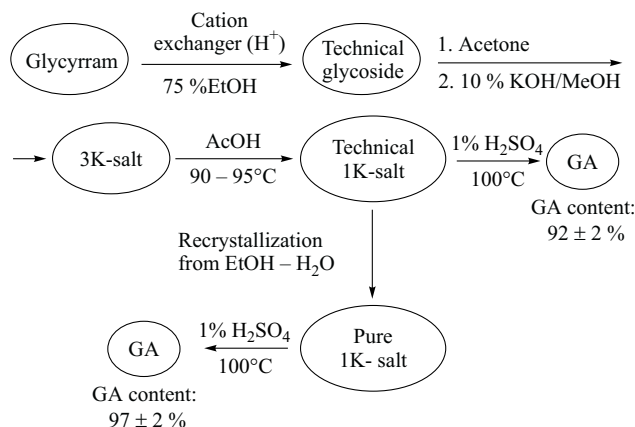 Cation
exchanger (H⁺)
Glycyrram
75 %EtOH
Technical
glycoside
1. Acetone
2. 10 % KOH/MeOH
3K-salt
AcOH
90 – 95°C
Technical
1K-salt
1% H₂SO₄
100°C
GA
GA content:
92 ± 2 %
Recrystallization
from EtOH – H₂O
Pure
1K- salt
1% H₂SO₄
100°C
GA
GA content:
97 ± 2 %